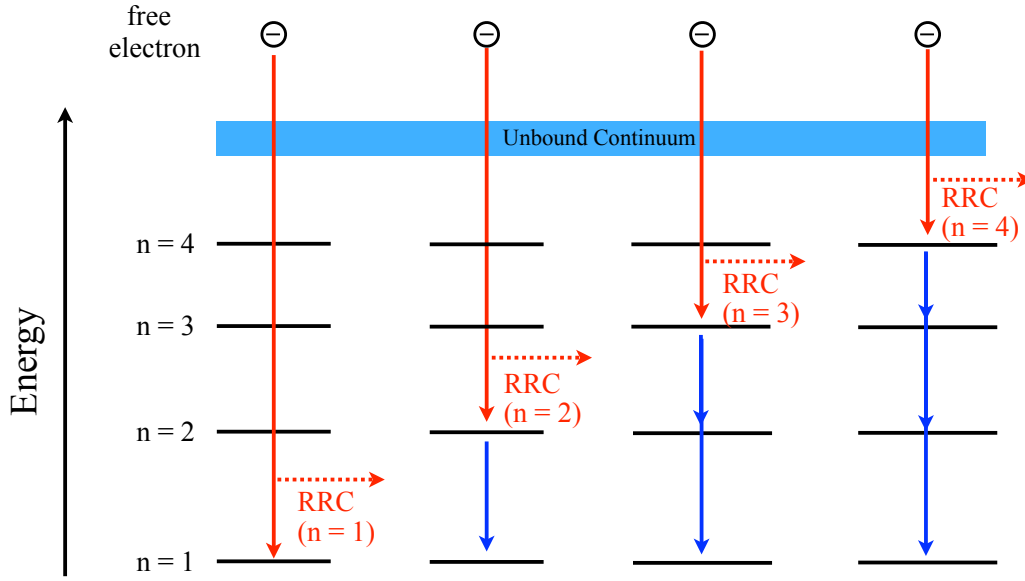 free
electron
Unbound Continuum
RRC
(n = 4)
n = 4
RRC
(n = 3)
n = 3
RRC
(n = 2)
n = 2
RRC
(n = 1)
n = 1
Energy